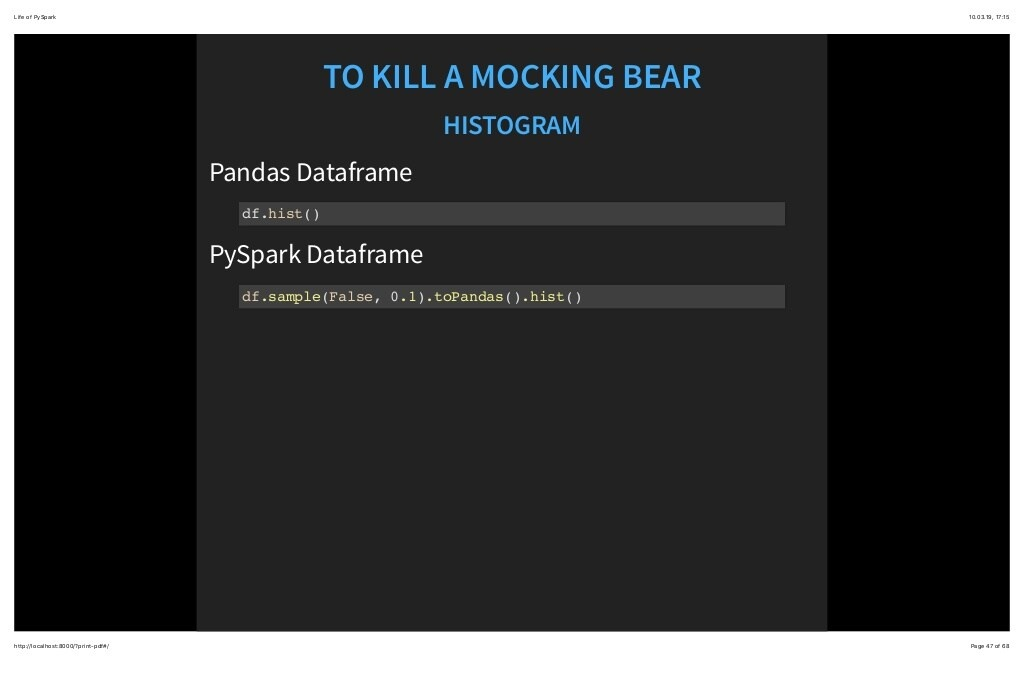 Life of PySpark
10.03.19, 17:15
TO KILL A MOCKING BEAR
HISTOGRAM
Pandas Dataframe
df.hist()
PySpark Dataframe
df.sample(False, 0.1).toPandas().hist()
http://localhost:8000/?print-pdf#/
Page 47 of 68